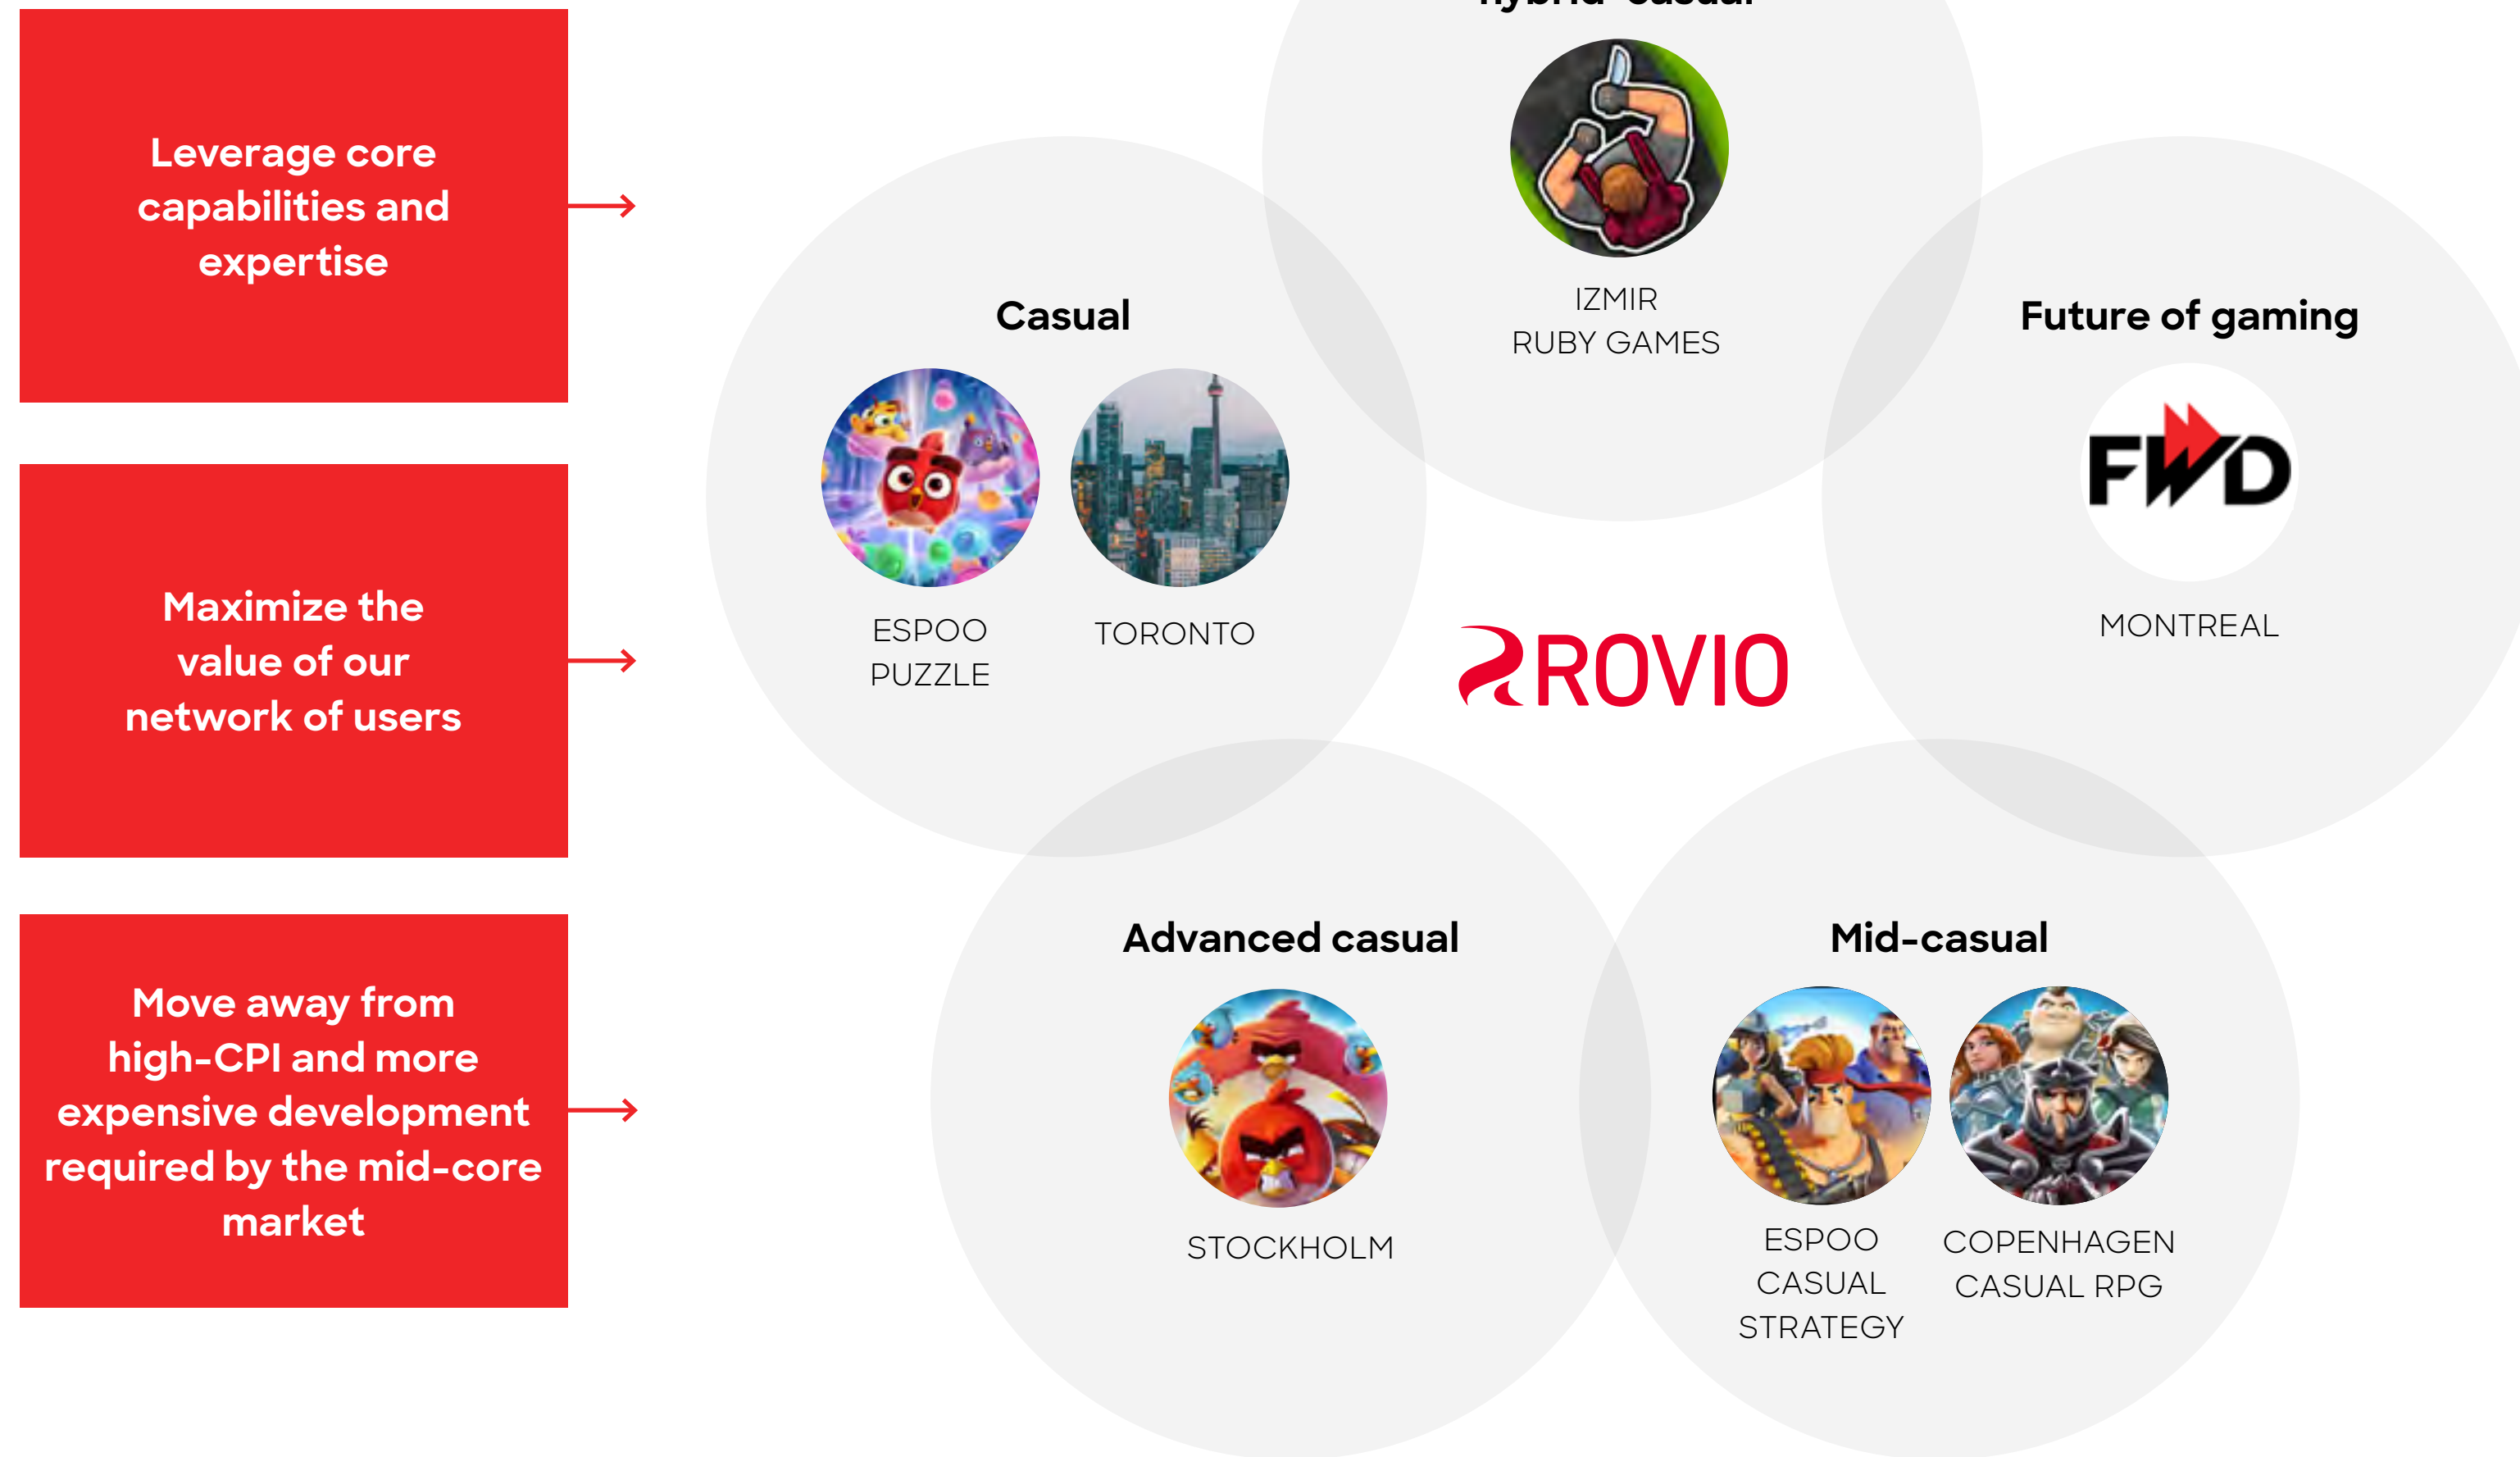 Leverage core
capabilities and
expertise
Maximize the
value of our
network of users
Move away from
high-CPI and more
expensive development
required by the mid-core
market
hybrid-casual
IZMIR
RUBY GAMES
Casual
ESPOO
PUZZLE
TORONTO
Future of gaming
FWD
MONTREAL
ROVIO
Advanced casual
STOCKHOLM
Mid-casual
ESPOO
CASUAL
STRATEGY
COPENHAGEN
CASUAL RPG